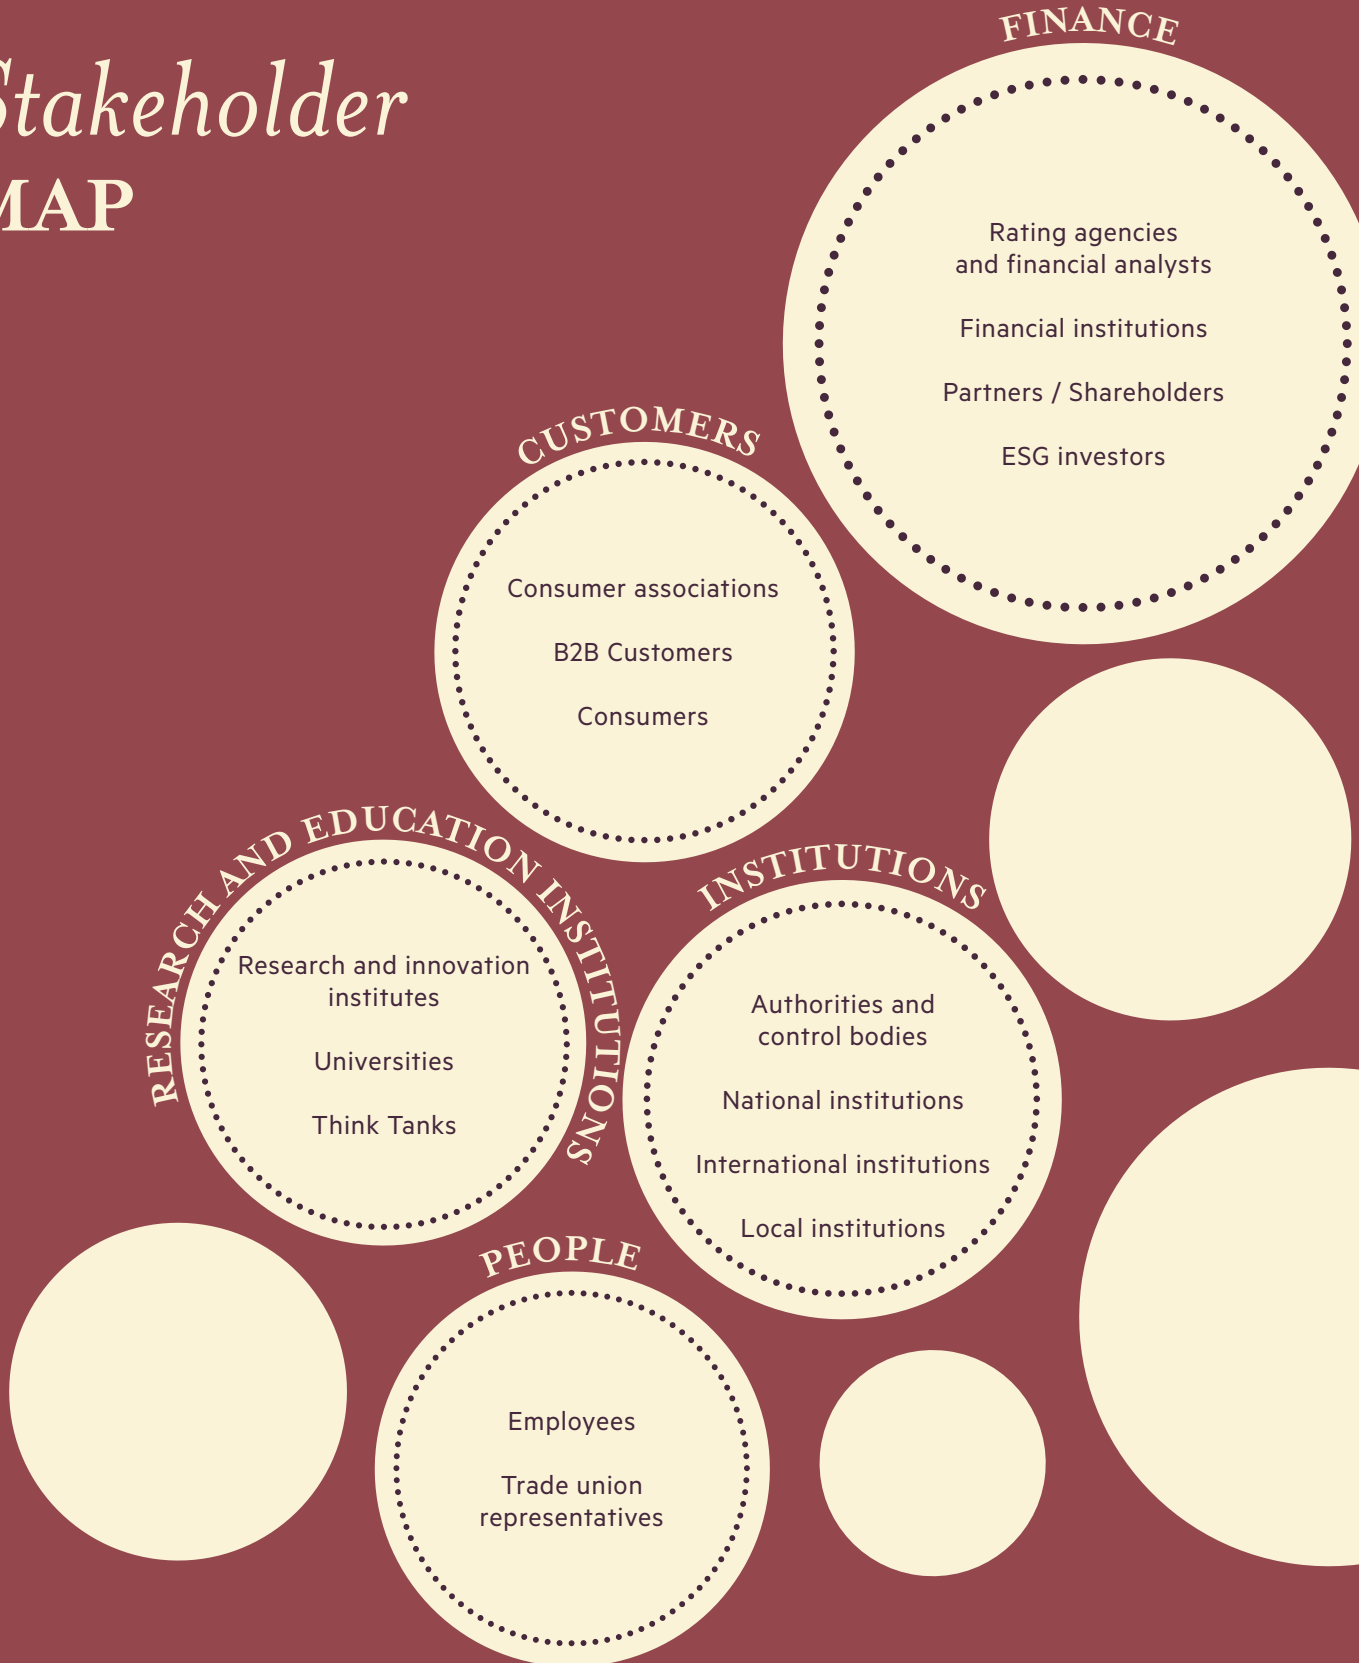 Stakeholder
MAP
FINANCE
Rating agencies
and financial analysts
Financial institutions
Partners / Shareholders
ESG investors
CUSTOMERS
Consumer associations
B2B Customers
Consumers
RESEARCH AND EDUCATION INSTITUTIONS
Research and innovation
institutes
Universities
Think Tanks
INSTITUTIONS
Authorities and
control bodies
National institutions
International institutions
Local institutions
PEOPLE
Employees
Trade union
representatives